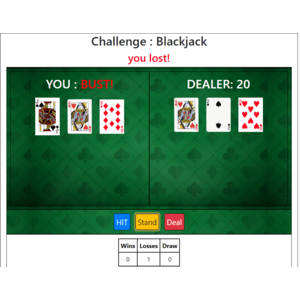 Challenge : Blackjack
you lost!
YOU : BUST! DEALER: 20
HIT Stand Deal
Wins Losses Draw
0 1 0